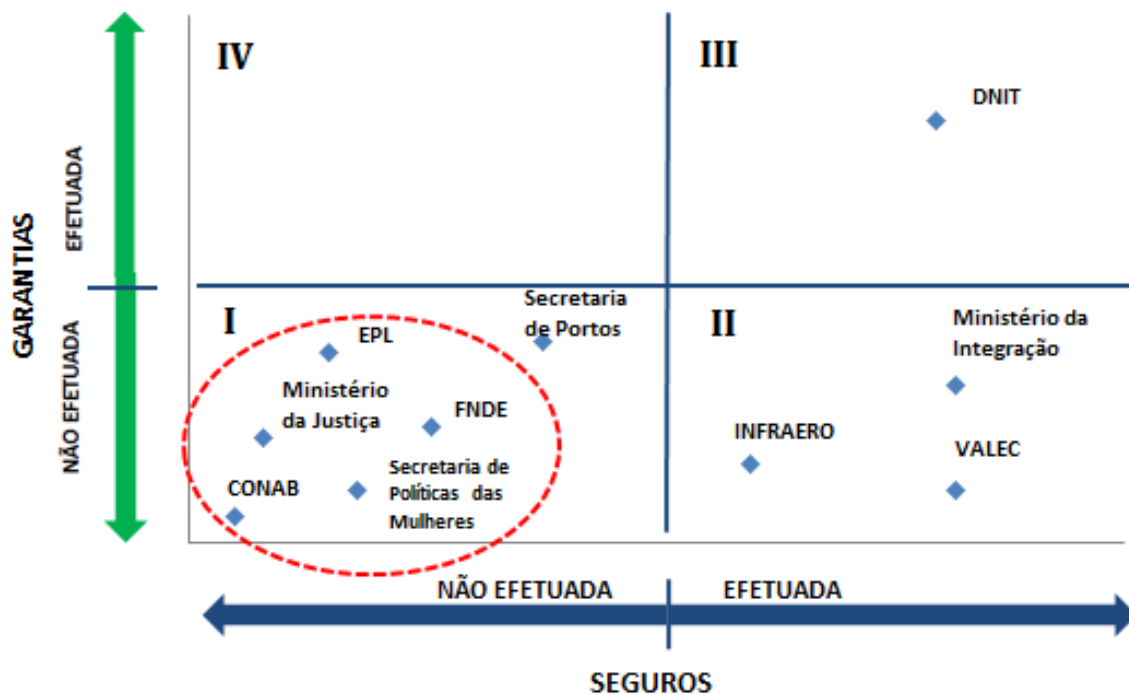 IV
III
DNIT
GARANTIAS
EFETUADA
NÃO EFETUADA
I
Secretaria
de Portos
II
EPL
Ministério da
Integração
Ministério
da Justiça
FNDE
INFRAERO
VALEC
CONAB
Secretaria de
Políticas das
Mulheres
NÃO EFETUADA
EFETUADA
SEGUROS